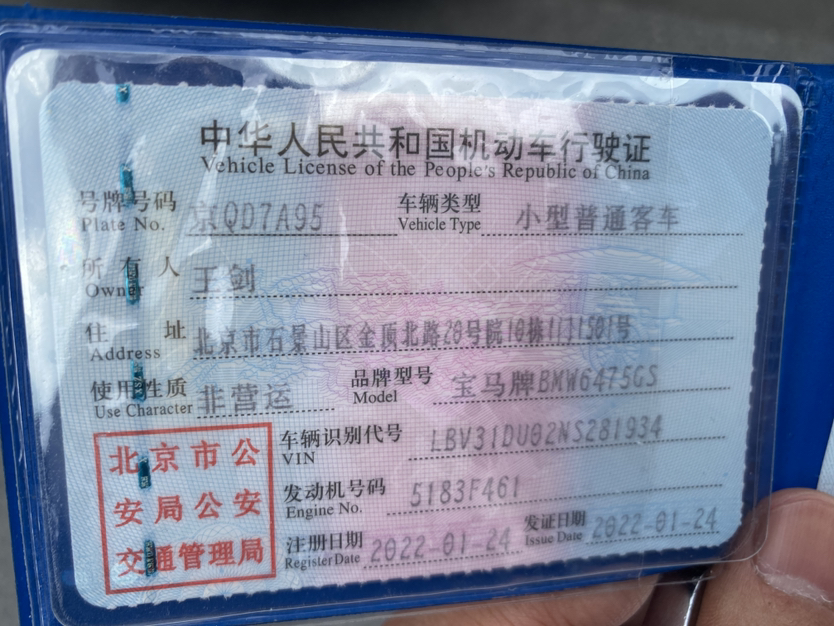 中华人民共和国机动车行驶证
Vehicle License of the People's Republic of China
号牌号码 京QD7A95 车辆类型 小型普通客车
Plate No. Vehicle Type
所有人 王剑
Owner
住址 北京市石景山区金顶北路20号院10栋1门1501号
Address
使用性质 非营运 品牌型号 宝马牌BMW6475GS
Use Character Model
北京市公安局公安交通管理局
车辆识别代号 LBV31DU02NS281934
VIN
发动机号码 5183F461
Engine No.
注册日期 2022-01-24 发证日期 2022-01-24
Register Date Issue Date